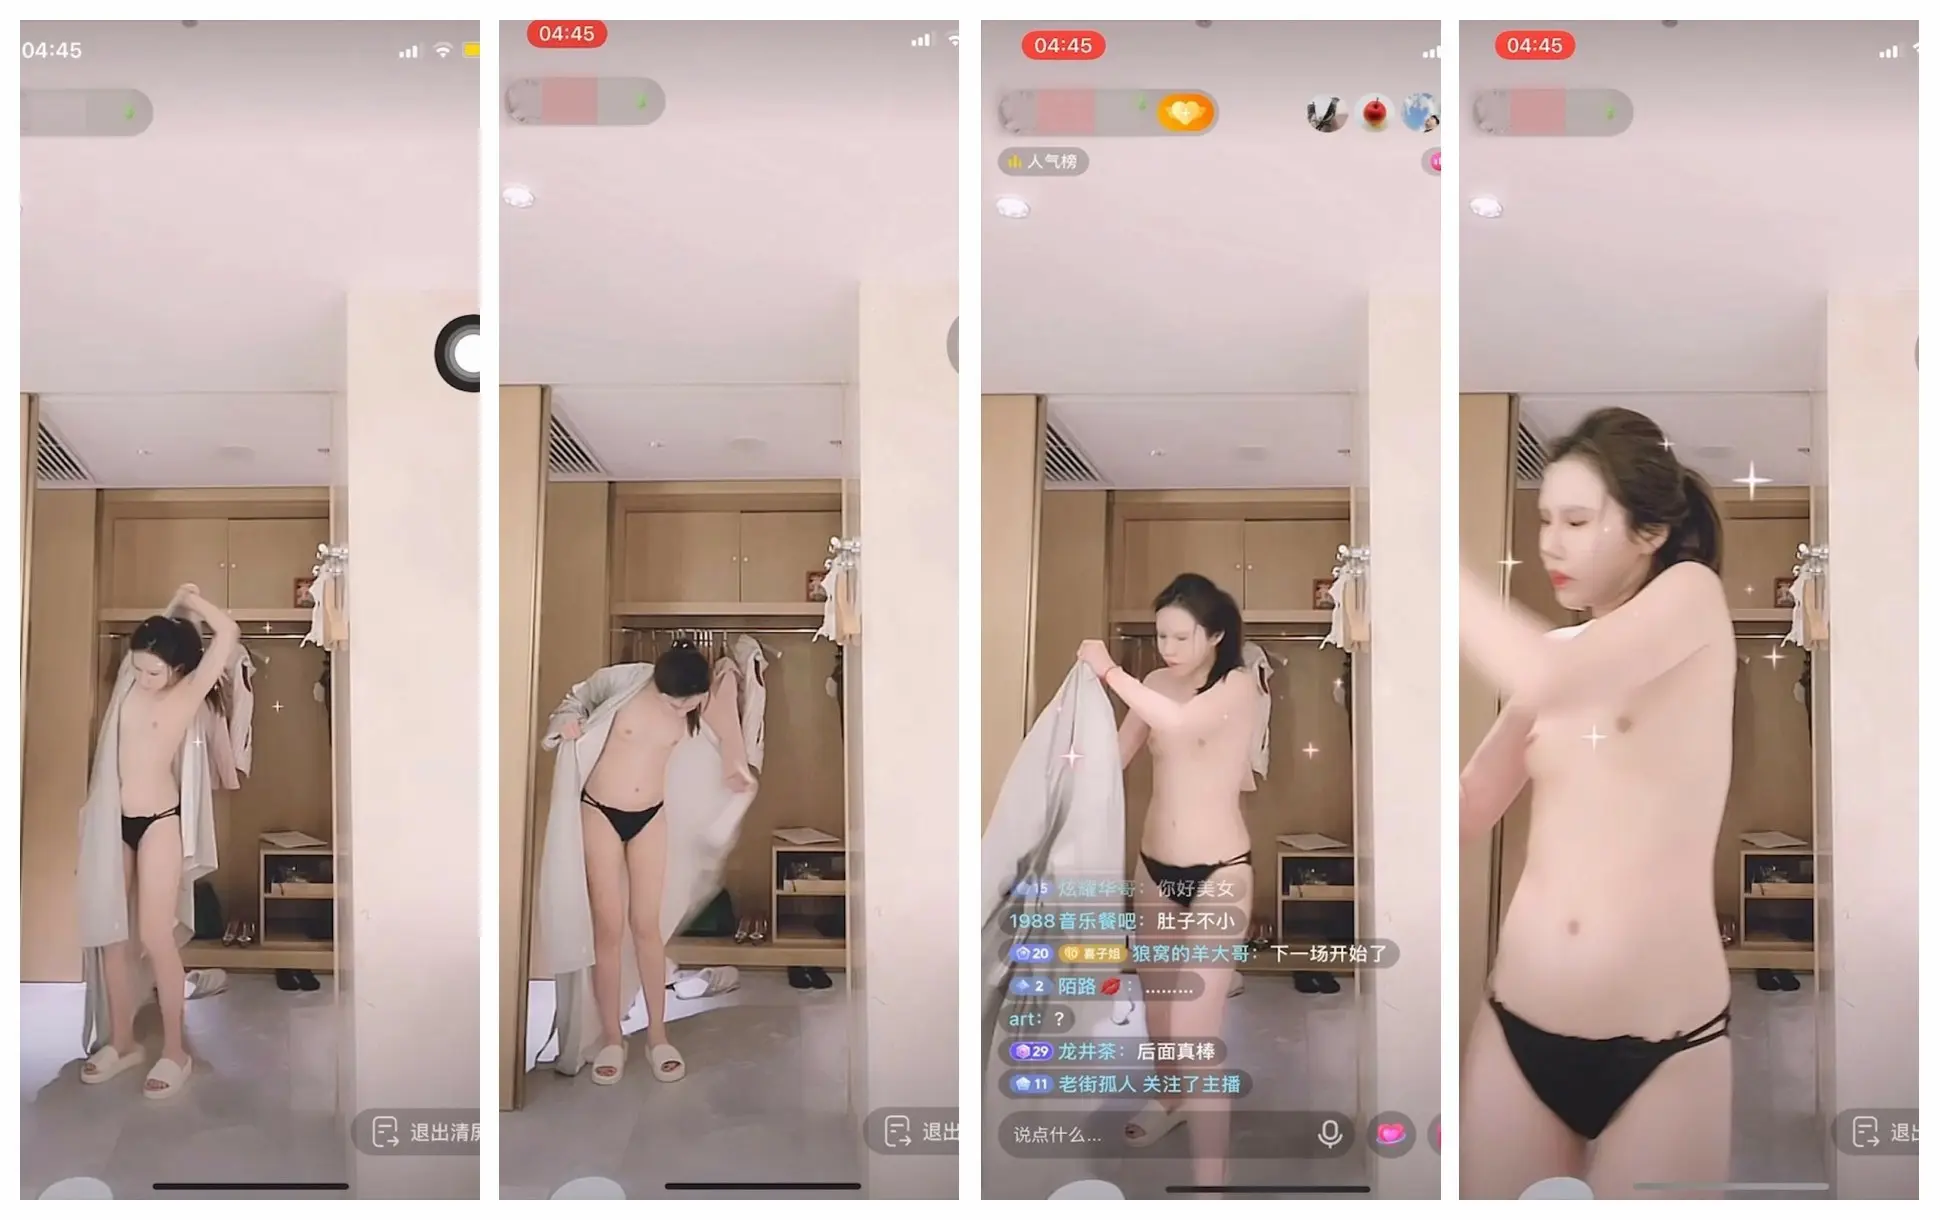 04:45
退出清
04:45
退出
04:45
人气榜
15 炫耀华哥：你好美女
1988音乐餐吧：肚子不小
20 喜子姐 狼窝的羊大哥：下一场开始了
2 陌路💋：………
art：?
29 龙井茶：后面真棒
11 老街孤人 关注了主播
说点什么...
04:45
退出